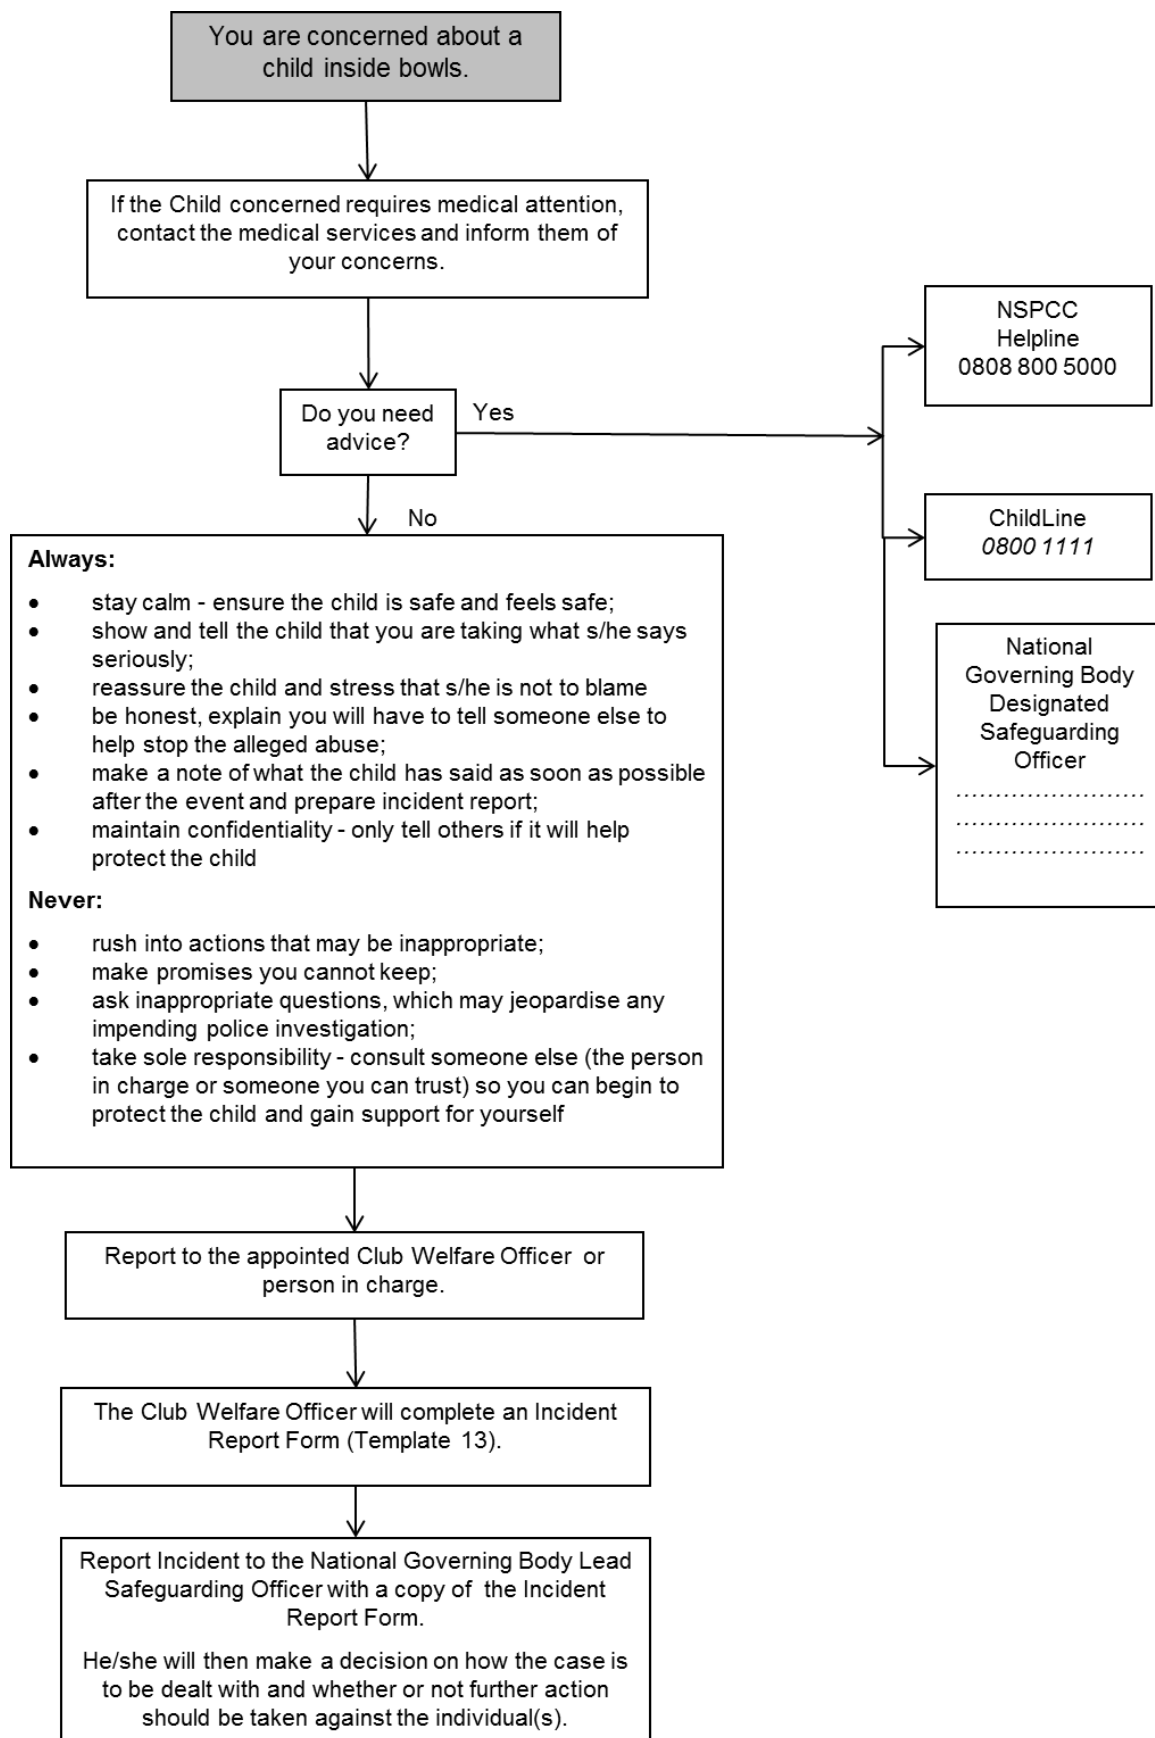 You are concerned about a
child inside bowls.
If the Child concerned requires medical attention,
contact the medical services and inform them of
your concerns.
Do you need
advice?
Yes
No
NSPCC
Helpline
0808 800 5000
ChildLine
0800 1111
National
Governing Body
Designated
Safeguarding
Officer
........................
........................
........................
Always:
• stay calm - ensure the child is safe and feels safe;
• show and tell the child that you are taking what s/he says
seriously;
• reassure the child and stress that s/he is not to blame
• be honest, explain you will have to tell someone else to
help stop the alleged abuse;
• make a note of what the child has said as soon as possible
after the event and prepare incident report;
• maintain confidentiality - only tell others if it will help
protect the child
Never:
• rush into actions that may be inappropriate;
• make promises you cannot keep;
• ask inappropriate questions, which may jeopardise any
impending police investigation;
• take sole responsibility - consult someone else (the person
in charge or someone you can trust) so you can begin to
protect the child and gain support for yourself
Report to the appointed Club Welfare Officer or
person in charge.
The Club Welfare Officer will complete an Incident
Report Form (Template 13).
Report Incident to the National Governing Body Lead
Safeguarding Officer with a copy of the Incident
Report Form.
He/she will then make a decision on how the case is
to be dealt with and whether or not further action
should be taken against the individual(s).